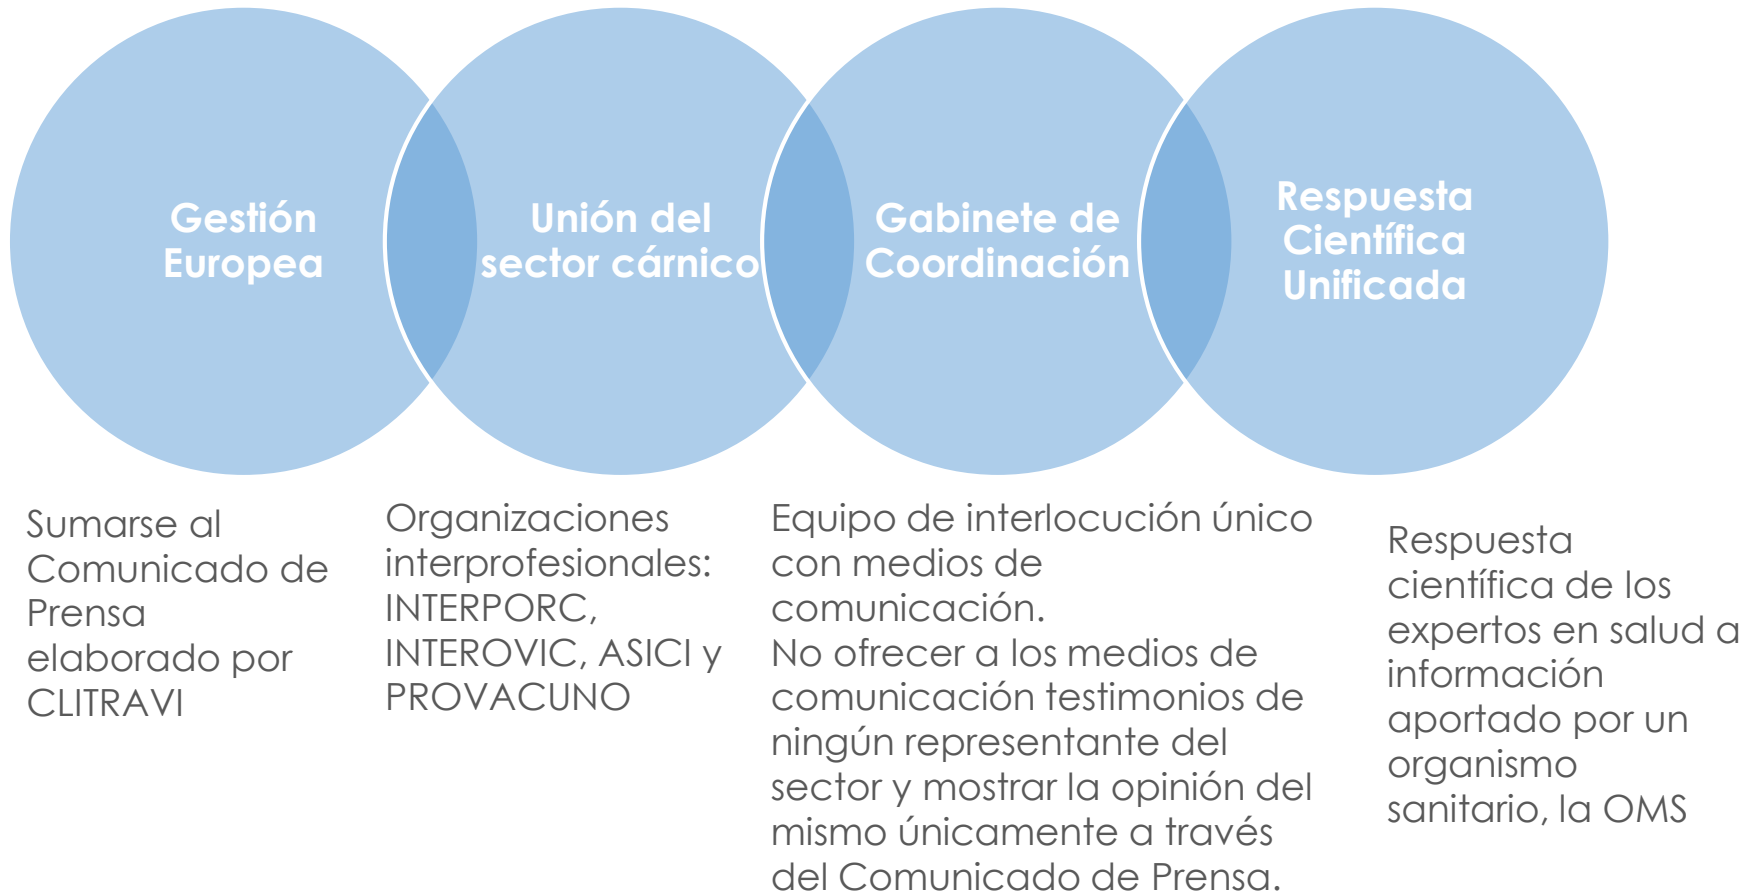 Gestión
Europea
Unión del
sector cárnico
Gabinete de
Coordinación
Respuesta
Científica
Unificada
Sumarse al
Comunicado de
Prensa
elaborado por
CLITRAVI
Organizaciones
interprofesionales:
INTERPORC,
INTEROVIC, ASICI y
PROVACUNO
Equipo de interlocución único
con medios de
comunicación.
No ofrecer a los medios de
comunicación testimonios de
ningún representante del
sector y mostrar la opinión del
mismo únicamente a través
del Comunicado de Prensa.
Respuesta
científica de los
expertos en salud a
información
aportado por un
organismo
sanitario, la OMS